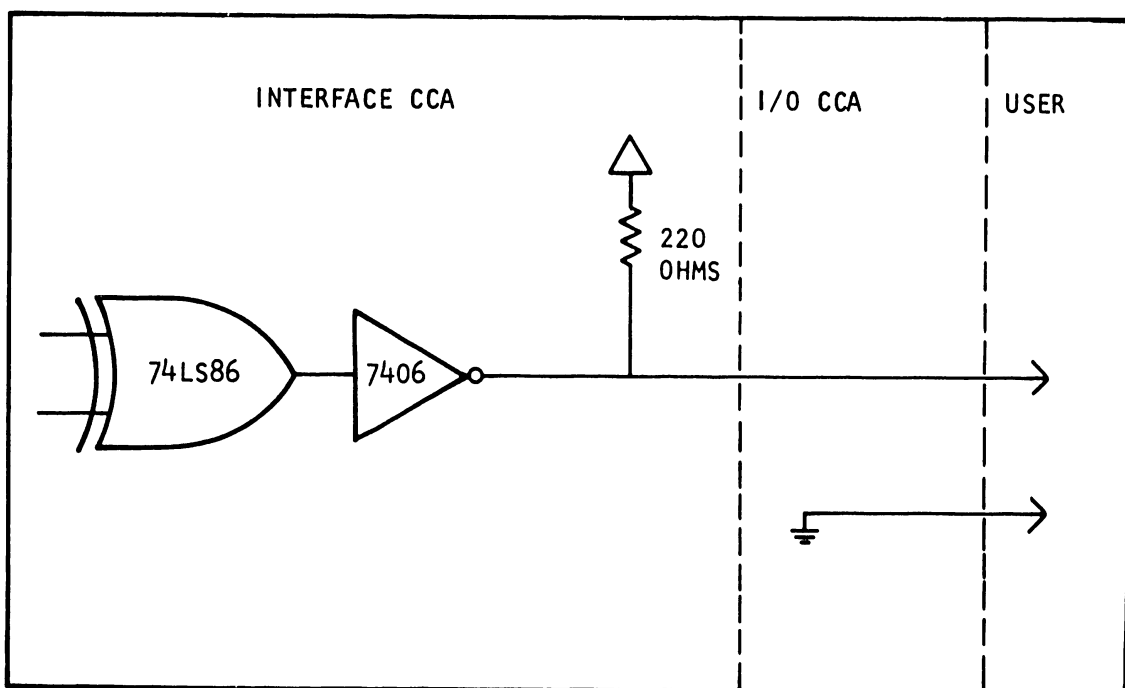 INTERFACE CCA
I/O CCA
USER
220
OHMS
74LS86
7406